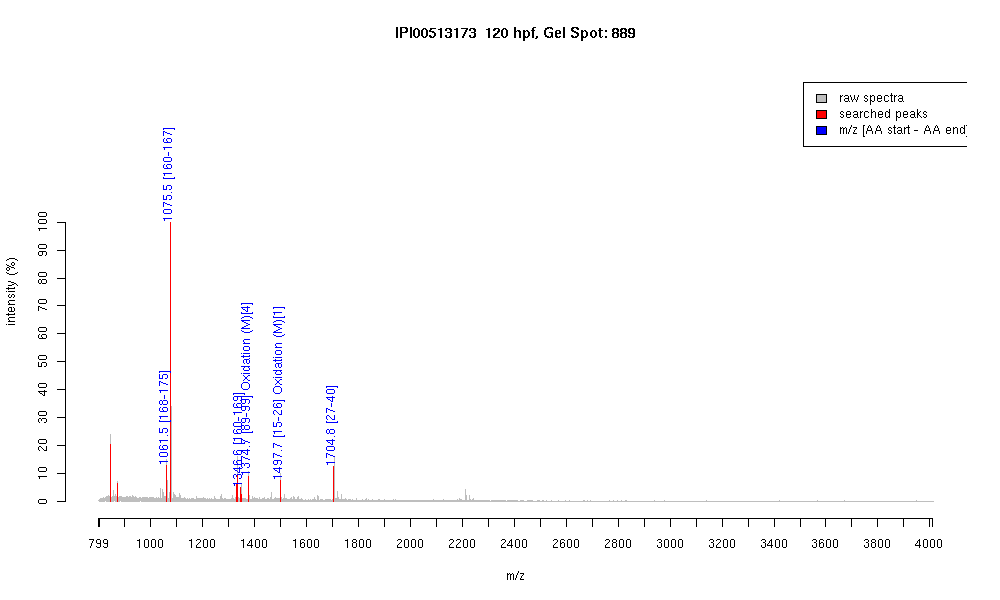 IPI00513173 120 hpf, Gel Spot: 889
raw spectra
searched peaks
m/z [AA start - AA end]
1075.5 [160-167]
1061.5 [168-175]
1346.6 [160-169]
1374.7 [89-99] Oxidation (M)[4]
1497.7 [15-26] Oxidation (M)[1]
1704.8 [27-40]
intensity (%)
100
90
80
70
60
50
40
30
20
10
0
799 1000 1200 1400 1600 1800 2000 2200 2400 2600 2800 3000 3200 3400 3600 3800 4000
m/z